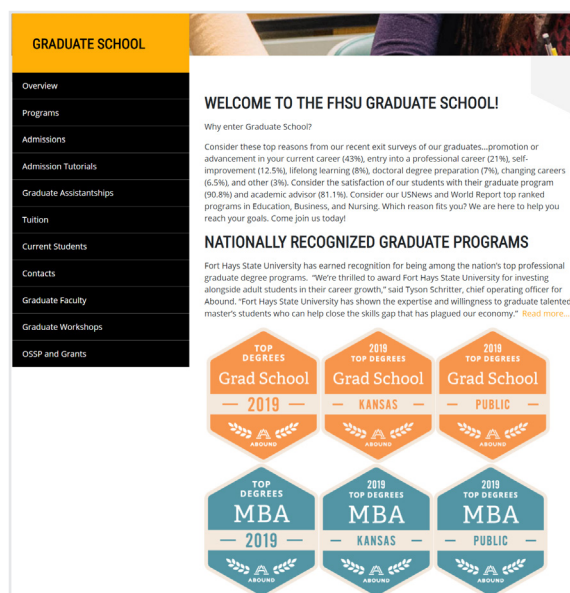 GRADUATE SCHOOL
Overview
Programs
Admissions
Admission Tutorials
Graduate Assistantships
Tuition
Current Students
Contacts
Graduate Faculty
Graduate Workshops
OSSP and Grants
WELCOME TO THE FHSU GRADUATE SCHOOL!
Why enter Graduate School?
Consider these top reasons from our recent exit surveys of our graduates...promotion or
advancement in your current career (43%), entry into a professional career (21%), self-
improvement (12.5%), lifelong learning (8%), doctoral degree preparation (7%), changing careers
(6.5%), and other (3%). Consider the satisfaction of our students with their graduate program
(90.8%) and academic advisor (81.1%). Consider our USNews and World Report top ranked
programs in Education, Business, and Nursing. Which reason fits you? We are here to help you
reach your goals. Come join us today!
NATIONALLY RECOGNIZED GRADUATE PROGRAMS
Fort Hays State University has earned recognition for being among the nation's top professional
graduate degree programs. "We're thrilled to award Fort Hays State University for investing
alongside adult students in their career growth," said Tyson Schritter, chief operating officer for
Abound. "Fort Hays State University has shown the expertise and willingness to graduate talented
master's students who can help close the skills gap that has plagued our economy." Read more...
TOP
DEGREES
Grad School
2019
ABOUND
2019
TOP DEGREES
Grad School
KANSAS
ABOUND
2019
TOP DEGREES
Grad School
PUBLIC
ABOUND
TOP
DEGREES
MBA
2019
ABOUND
2019
TOP DEGREES
MBA
KANSAS
ABOUND
2019
TOP DEGREES
MBA
PUBLIC
ABOUND